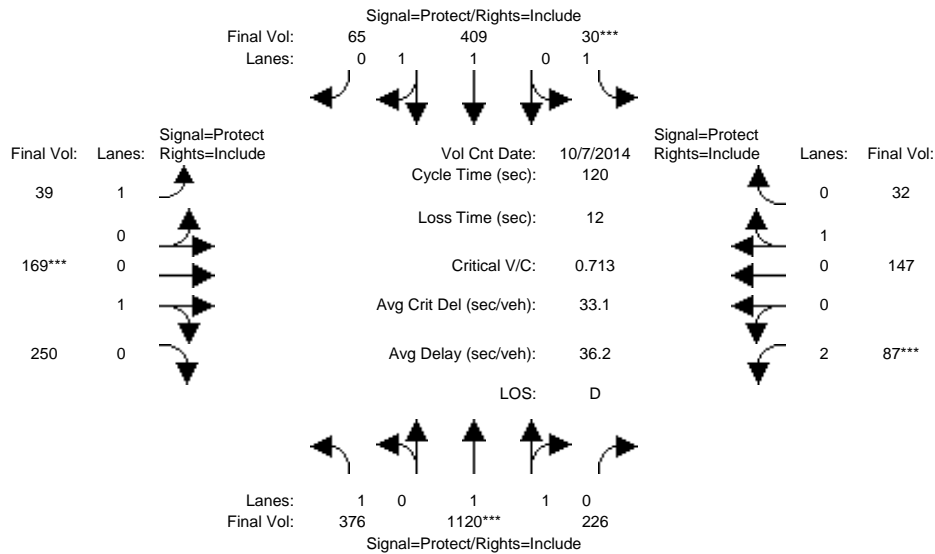 Signal=Protect/Rights=Include
Final Vol: 65 409 30***
Lanes: 0 1 1 0 1
Signal=Protect Signal=Protect
Final Vol: Lanes: Rights=Include Vol Cnt Date: 10/7/2014 Rights=Include Lanes: Final Vol:
Cycle Time (sec): 120
39 1 0 32
Loss Time (sec): 12
0 1
169*** 0 Critical V/C: 0.713 0 147
1 Avg Crit Del (sec/veh): 33.1 0
250 0 Avg Delay (sec/veh): 36.2 2 87***
LOS: D
Lanes: 1 0 1 1 0
Final Vol: 376 1120*** 226
Signal=Protect/Rights=Include